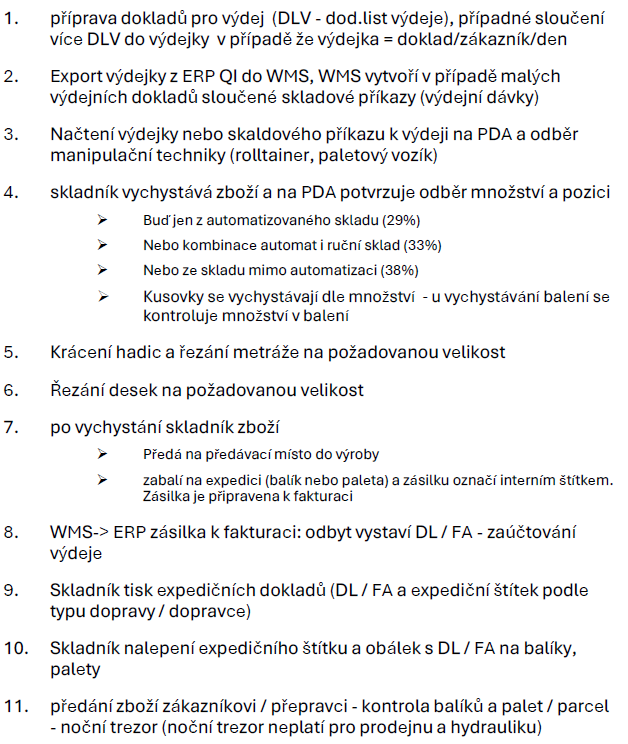 1. příprava dokladů pro výdej (DLV - dod.list výdeje), případné sloučení
více DLV do výdejky v případě že výdejka = doklad/zákazník/den
2. Export výdejky z ERP QI do WMS, WMS vytvoří v případě malých
výdejních dokladů sloučené skladové příkazy (výdejní dávky)
3. Načtení výdejky nebo skaldového příkazu k výdeji na PDA a odběr
manipulační techniky (rolltainer, paletový vozík)
4. skladník vychystává zboží a na PDA potvrzuje odběr množství a pozici
➢ Buď jen z automatizovaného skladu (29%)
➢ Nebo kombinace automat i ruční sklad (33%)
➢ Nebo ze skladu mimo automatizaci (38%)
➢ Kusovky se vychystávají dle množství - u vychystávání balení se
kontroluje množství v balení
5. Krácení hadic a řezání metráže na požadovanou velikost
6. Řezání desek na požadovanou velikost
7. po vychystání skladník zboží
➢ Předá na předávací místo do výroby
➢ zabalí na expedici (balík nebo paleta) a zásilku označí interním štítkem.
Zásilka je připravena k fakturaci
8. WMS-> ERP zásilka k fakturaci: odbyt vystaví DL / FA - zaúčtování
výdeje
9. Skladník tisk expedičních dokladů (DL / FA a expediční štítek podle
typu dopravy / dopravce)
10. Skladník nalepení expedičního štítku a obálek s DL / FA na balíky,
palety
11. předání zboží zákazníkovi / přepravci - kontrola balíků a palet / parcel
- noční trezor (noční trezor neplatí pro prodejnu a hydrauliku)